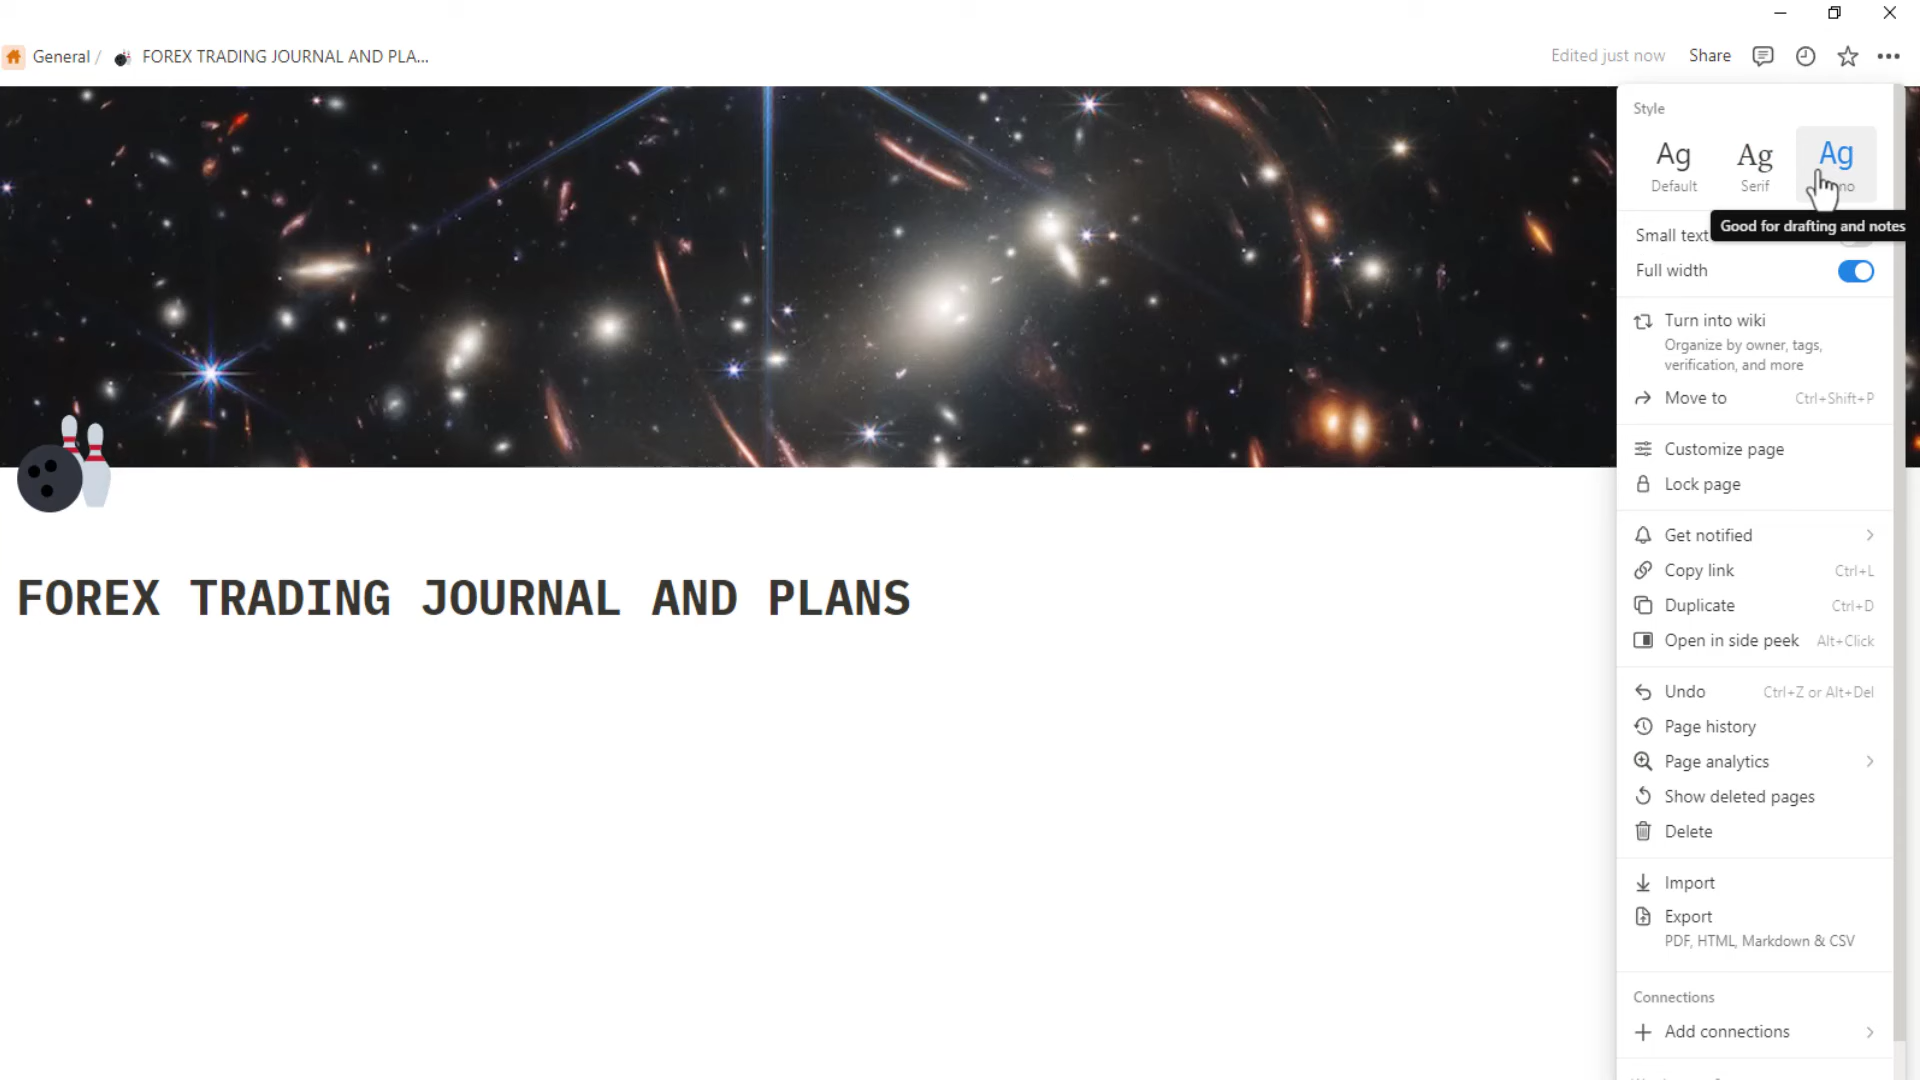 General / FOREX TRADING JOURNAL AND PLA...
Edited just now Share
Style
Ag Ag Ag
Default Serif
Good for drafting and notes
Small text
Full width
Turn into wiki
Organize by owner, tags,
verification, and more
Move to Ctrl+Shift+P
Customize page
Lock page
Get notified
Copy link Ctrl+L
Duplicate Ctrl+D
Open in side peek Alt+Click
Undo Ctrl+Z or Alt+Del
Page history
Page analytics
Show deleted pages
Delete
Import
Export
PDF, HTML, Markdown & CSV
Connections
Add connections
FOREX TRADING JOURNAL AND PLANS